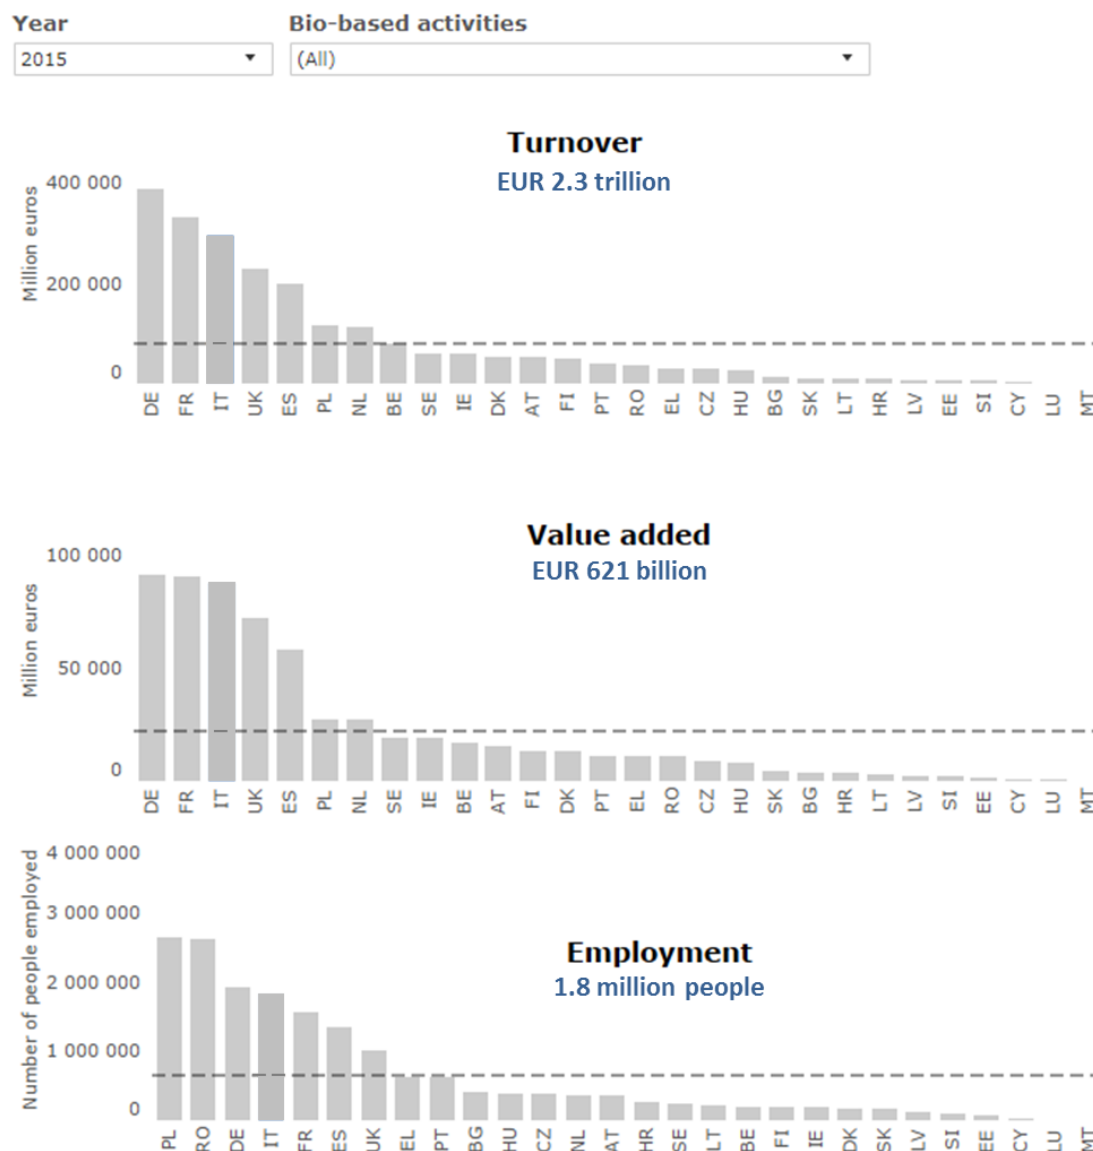 Year Bio-based activities
2015 (All)
Turnover
EUR 2.3 trillion
Million euros
400 000
200 000
0
DE FR IT UK ES PL NL BE SE IE DK AT FI PT RO EL CZ HU BG SK LT HR LV EE SI CY LU MT
Value added
EUR 621 billion
Million euros
100 000
50 000
0
DE FR IT UK ES PL NL SE IE BE AT FI DK PT EL RO CZ HU SK BG HR LT LV SI EE CY LU MT
Employment
1.8 million people
Number of people employed
4 000 000
3 000 000
2 000 000
1 000 000
0
PL RO DE IT FR ES UK EL PT BG HU CZ NL AT HR SE LT BE FI IE DK SK LV SI EE CY LU MT